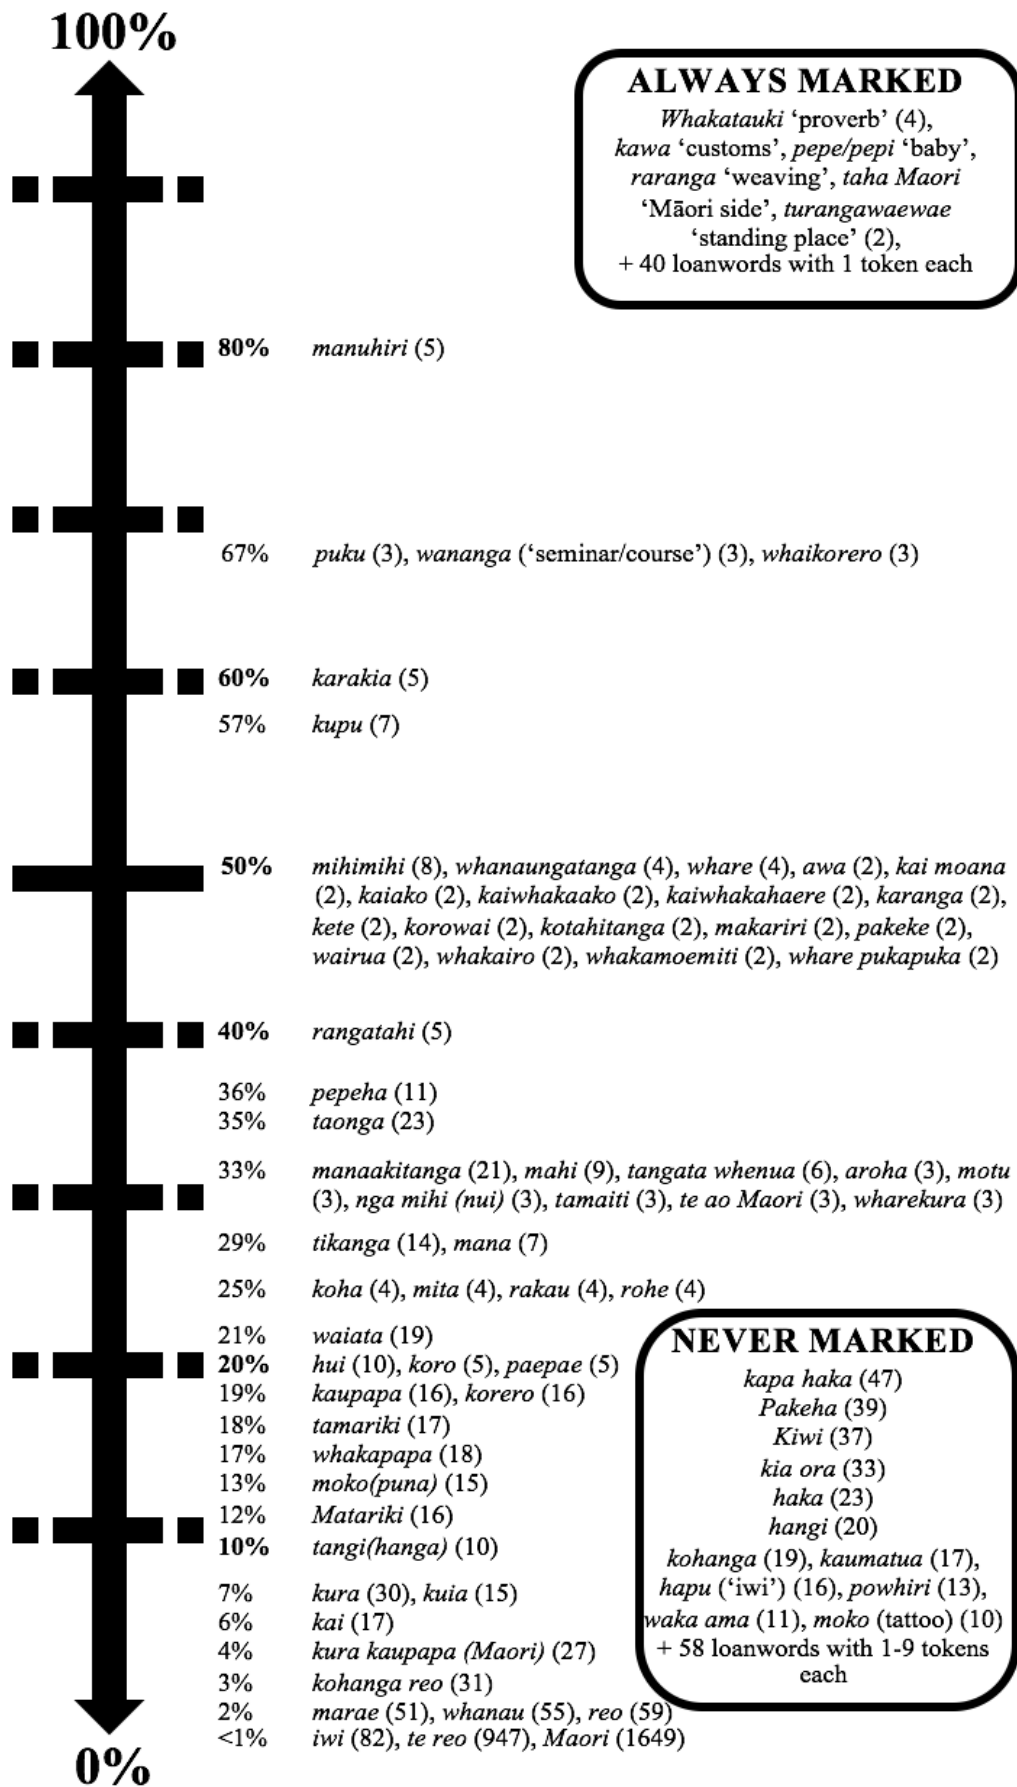 100%
ALWAYS MARKED
Whakatauki ‘proverb’ (4),
kawa ‘customs’, pepe/pepi ‘baby’,
raranga ‘weaving’, taha Maori
‘Māori side’, turangawaewae
‘standing place’ (2),
+ 40 loanwords with 1 token each
80% manuhiri (5)
67% puku (3), wananga (‘seminar/course’) (3), whaikorero (3)
60% karakia (5)
57% kupu (7)
50% mihimihi (8), whanaungatanga (4), whare (4), awa (2), kai moana
(2), kaiako (2), kaiwhakaako (2), kaiwhakahaere (2), karanga (2),
kete (2), korowai (2), kotahitanga (2), makariri (2), pakeke (2),
wairua (2), whakairo (2), whakamoemiti (2), whare pukapuka (2)
40% rangatahi (5)
36% pepeha (11)
35% taonga (23)
33% manaakitanga (21), mahi (9), tangata whenua (6), aroha (3), motu
(3), nga mihi (nui) (3), tamaiti (3), te ao Maori (3), wharekura (3)
29% tikanga (14), mana (7)
25% koha (4), mita (4), rakau (4), rohe (4)
21% waiata (19)
20% hui (10), koro (5), paepae (5)
19% kaupapa (16), korero (16)
18% tamariki (17)
17% whakapapa (18)
13% moko(puna) (15)
12% Matariki (16)
10% tangi(hanga) (10)
7% kura (30), kuia (15)
6% kai (17)
4% kura kaupapa (Maori) (27)
3% kohanga reo (31)
2% marae (51), whanau (55), reo (59)
<1% iwi (82), te reo (947), Maori (1649)
NEVER MARKED
kapa haka (47)
Pakeha (39)
Kiwi (37)
kia ora (33)
haka (23)
hangi (20)
kohanga (19), kaumatua (17),
hapu (‘iwi’) (16), powhiri (13),
waka ama (11), moko (tattoo) (10)
+ 58 loanwords with 1-9 tokens
each
0%